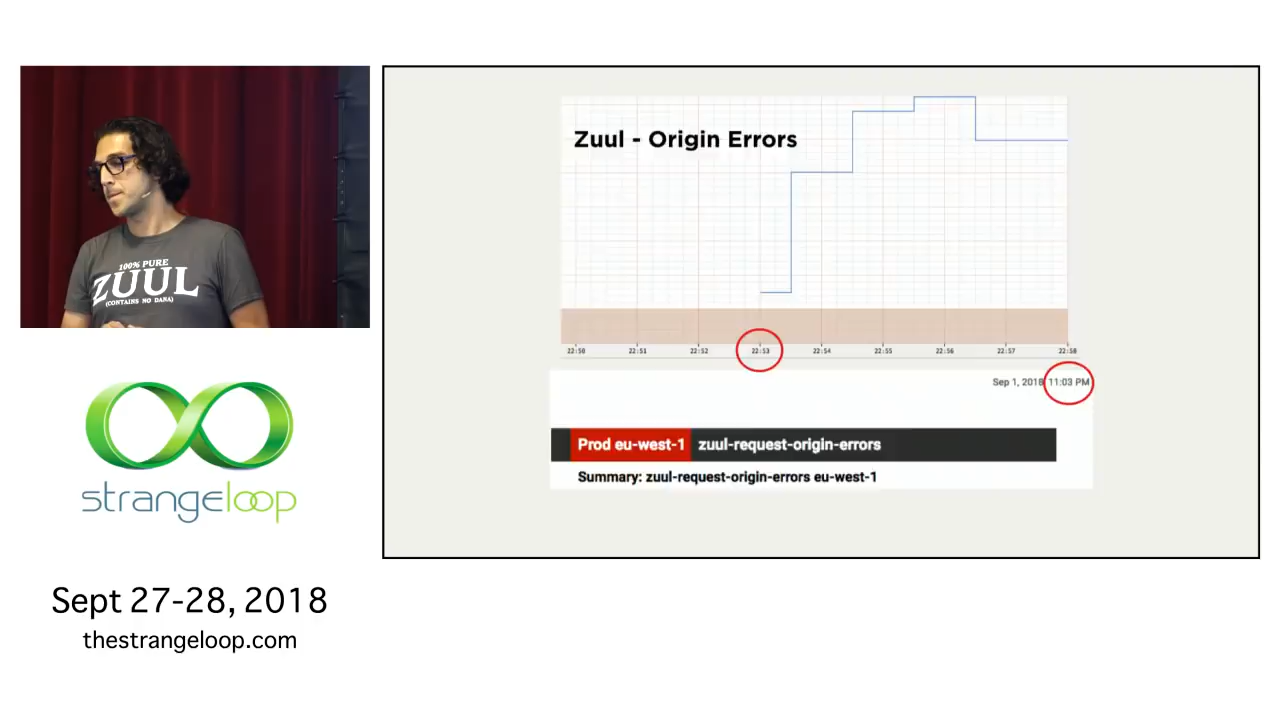 100% PURE
ZUUL
(CONTAINS NO DANA)
strangeloop
Sept 27-28, 2018
thestrangeloop.com
Zuul - Origin Errors
22:50 22:51 22:52 22:53 22:54 22:55 22:56 22:57 22:58
Sep 1, 2018 11:03 PM
Prod eu-west-1 zuul-request-origin-errors
Summary: zuul-request-origin-errors eu-west-1